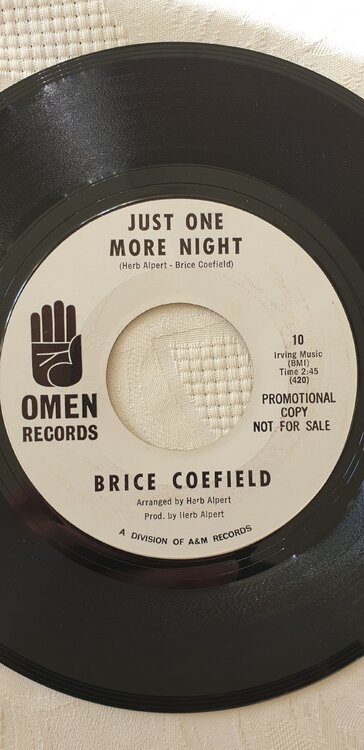 JUST ONE
MORE NIGHT
(Herb Alpert - Brice Coefield)
OMEN
RECORDS
10
Irving Music
(BMI)
Time 2:45
(420)
PROMOTIONAL
COPY
NOT FOR SALE
BRICE COEFIELD
Arranged by Herb Alpert
Prod. by Herb Alpert
A DIVISION OF A&M RECORDS